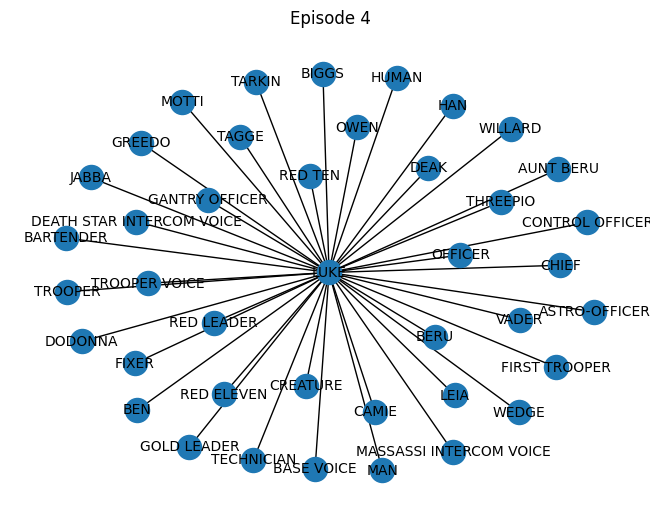 Episode 4
BIGGS
HUMAN
TARKIN
MOTTI
HAN
OWEN
WILLARD
TAGGE
GREEDO
DEAK
AUNT BERU
RED TEN
JABBA
GANTRY OFFICER
THREEPIO
DEATH STAR INTERCOM VOICE
CONTROL OFFICER
BARTENDER
OFFICER
CHIEF
LUKE
TROOPER VOICE
TROOPER
ASTRO-OFFICER
VADER
RED LEADER
BERU
DODONNA
FIXER
FIRST TROOPER
CREATURE
RED ELEVEN
LEIA
BEN
CAMIE
WEDGE
GOLD LEADER
MASSASSI INTERCOM VOICE
TECHNICIAN
BASE VOICE
MAN